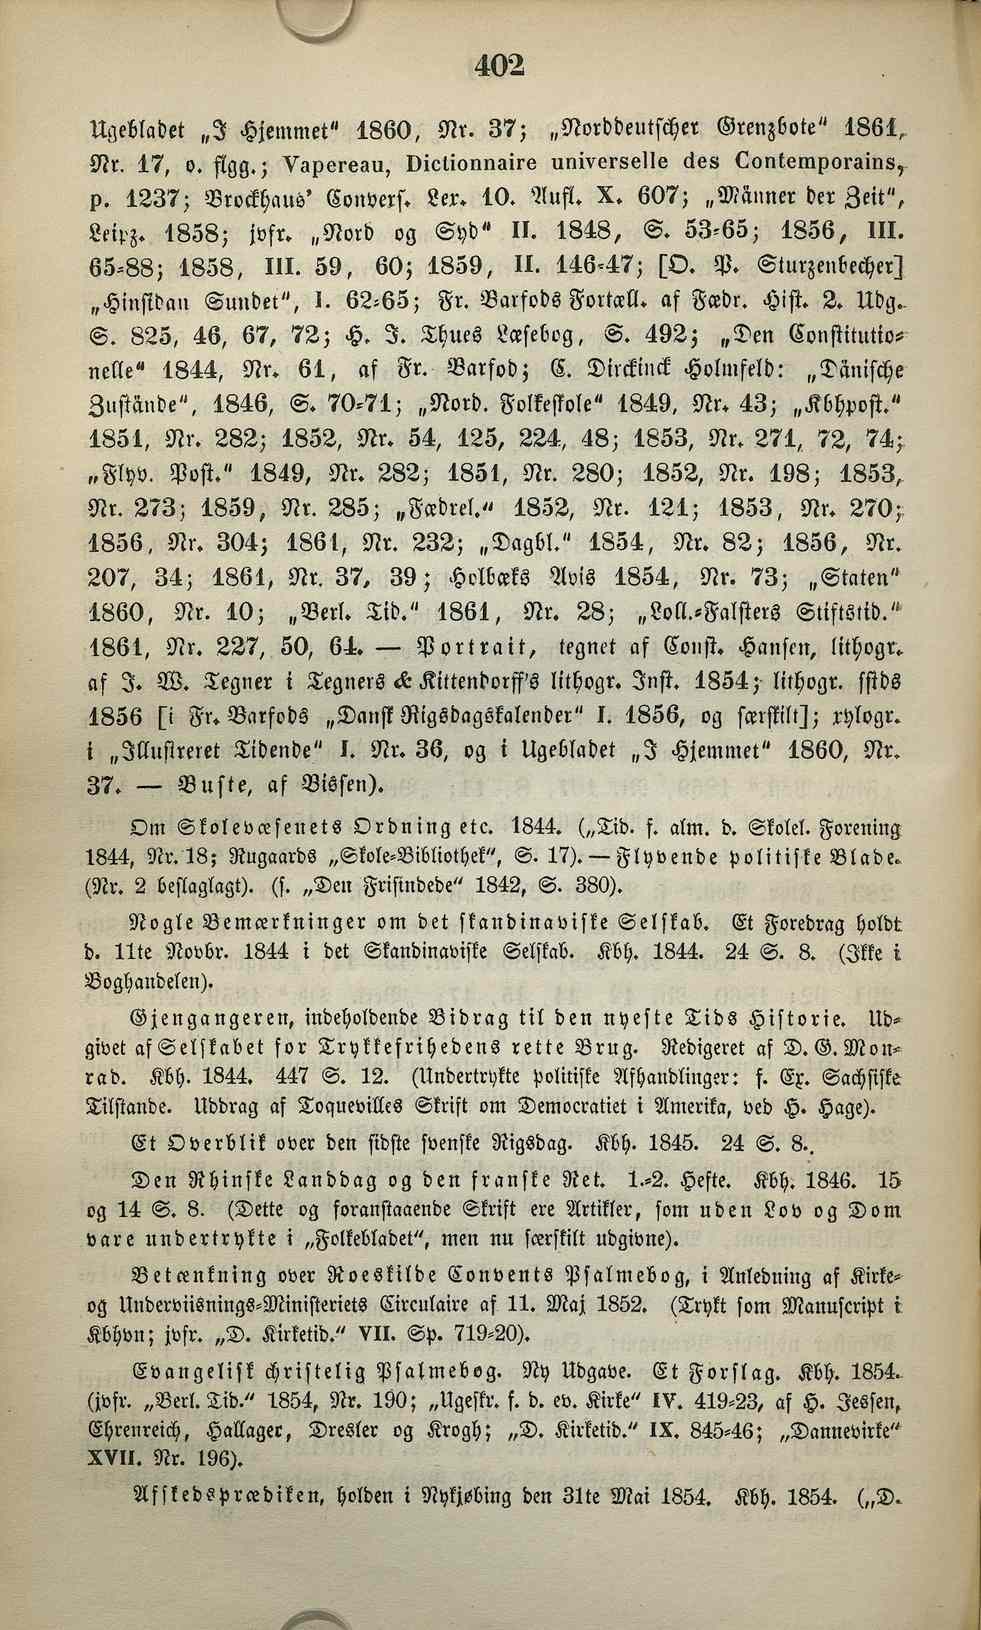 402
Ugebladet „I Hjemmet“ 1860, Nr. 37; „Norddeutscher Grenzbote“ 1861,
Nr. 17, o. flgg.; Vapereau, Dictionnaire universelle des Contemporains,
p. 1237; Brockhaus’ Convers. Lex. 10. Aufl. X. 607; „Männer der Zeit“,
Leipz. 1858; jvfr. „Nord og Syd“ II. 1848, S. 53-65; 1856, III.
65-88; 1858, III. 59, 60; 1859, II. 146-47; [O. P. Sturzenbecher]
„Hinsidan Sundet“, I. 62-65; Fr. Barfods Fortæll. af Fædr. Hist. 2. Udg.
S. 825, 46, 67, 72; H. J. Thues Læsebog, S. 492; „Den Constitutio-
nelle“ 1844, Nr. 61, af Fr. Barfod; C. Dirckinck Holmfeld: „Dänische
Zustände“, 1846, S. 70-71; „Nord. Folkeskole“ 1849, Nr. 43; „Kbhpost.“
1851, Nr. 282; 1852, Nr. 54, 125, 224, 48; 1853, Nr. 271, 72, 74;
„Flyv. Post.“ 1849, Nr. 282; 1851, Nr. 280; 1852, Nr. 198; 1853,
Nr. 273; 1859, Nr. 285; „Fædrel.“ 1852, Nr. 121; 1853, Nr. 270;
1856, Nr. 304; 1861, Nr. 232; „Dagbl.“ 1854, Nr. 82; 1856, Nr.
207, 34; 1861, Nr. 37, 39; Holbæks Avis 1854, Nr. 73; „Staten“
1860, Nr. 10; „Berl. Tid.“ 1861, Nr. 28; „Loll.-Falsters Stiftstid.“
1861, Nr. 227, 50, 64. — Portrait, tegnet af Const. Hansen, lithogr.
af I. W. Tegner i Tegners & Kittendorff’s lithogr. Inst. 1854; lithogr. sstds
1856 [i Fr. Barfods „Dansk Rigsdagskalender“ I. 1856, og særskilt]; xylogr.
i „Illustreret Tidende“ I. Nr. 36, og i Ugebladet „I Hjemmet“ 1860, Nr.
37. — Buste, af Bissen).
Om Skolevæsenets Ordning etc. 1844. („Tid. f. alm. d. Skolel. Forening
1844, Nr. 18; Rugaards „Skole-Bibliothek“, S. 17). — Flyvende politiske Blade.
(Nr. 2 beslaglagt). (s. „Den Frisindede“ 1842, S. 380).
Nogle Bemærkninger om det skandinaviske Selskab. Et Foredrag holdt
d. 11te Novbr. 1844 i det Skandinaviske Selskab. Kbh. 1844. 24 S. 8. (Ikke i
Boghandelen).
Gjengangeren, indeholdende Bidrag til den nyeste Tids Historie. Ud-
givet af Selskabet for Trykkefrihedens rette Brug. Redigeret af D. G. Mon-
rad. Kbh. 1844. 447 S. 12. (Undertrykte politiske Afhandlinger: f. Ex. Sachsiske
Tilstande. Uddrag af Toquevilles Skrift om Democratiet i Amerika, ved H. Hage).
Et Overblik over den sidste svenske Rigsdag. Kbh. 1845. 24 S. 8.
Den Rhinske Landdag og den franske Ret. 1.-2. Hefte. Kbh. 1846. 15
og 14 S. 8. (Dette og foranstaaende Skrift ere Artikler, som uden Lov og Dom
vare undertrykte i „Folkebladet“, men nu særskilt udgivne).
Betænkning over Roeskilde Convents Psalmebog, i Anledning af Kirke-
og Underviisnings-Ministeriets Circulaire af 11. Maj 1852. (Trykt som Manuscript i
Kbhvn; jvfr. „D. Kirketid.“ VII. Sp. 719-20).
Evangelisk christelig Psalmebog. Ny Udgave. Et Forslag. Kbh. 1854.
(jvfr. „Berl. Tid.“ 1854, Nr. 190; „Ugeskr. f. d. ev. Kirke“ IV. 419-23, af H. Jessen,
Ehrenreich, Hallager, Dresler og Krogh; „D. Kirketid.“ IX. 845-46; „Dannevirke“
XVII. Nr. 196).
Afskedsprædiken, holden i Nykjøbing den 31te Mai 1854. Kbh. 1854. („D.